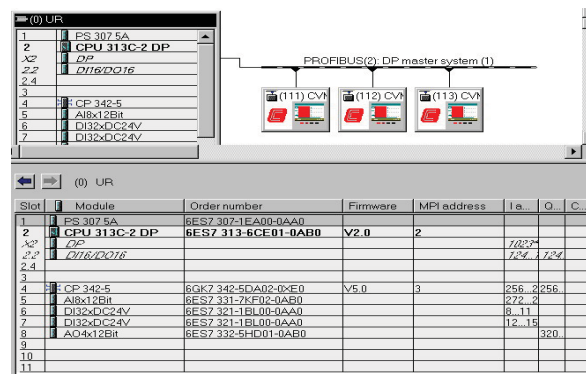 (0) UR
1 PS 307 5A
2 CPU 313C-2 DP
X2 DP
2.2 DI16/DO16
2.4
3
4 CP 342-5
5 AI8x12Bit
6 DI32xDC24V
7 DI32xDC24V
PROFIBUS(2): DP master system (1)
(111) CVM
(112) CVM
(113) CVM
(0) UR
Slot Module Order number Firmware MPI address I a... Q... C...
1 PS 307 5A 6ES7 307-1EA00-0AA0
2 CPU 313C-2 DP 6ES7 313-6CE01-0AB0 V2.0 2
X2 DP 1023*
2.2 DI16/DO16 124...1 124...
2.4
3
4 CP 342-5 6GK7 342-5DA02-0XE0 V5.0 3 256...2 256...
5 AI8x12Bit 6ES7 331-7KF02-0AB0 272...2
6 DI32xDC24V 6ES7 321-1BL00-0AA0 8...11
7 DI32xDC24V 6ES7 321-1BL00-0AA0 12...15
8 AO4x12Bit 6ES7 332-5HD01-0AB0 320...
9
10
11